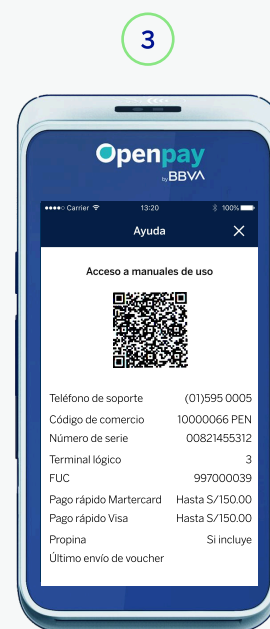 3
Openpay
by BBVA
Carrier 13:20 100%
Ayuda
Acceso a manuales de uso
Teléfono de soporte (01)595 0005
Código de comercio 10000066 PEN
Número de serie 00821455312
Terminal lógico 3
FUC 997000039
Pago rápido Martercard Hasta S/150.00
Pago rápido Visa Hasta S/150.00
Propina Si incluye
Último envío de voucher